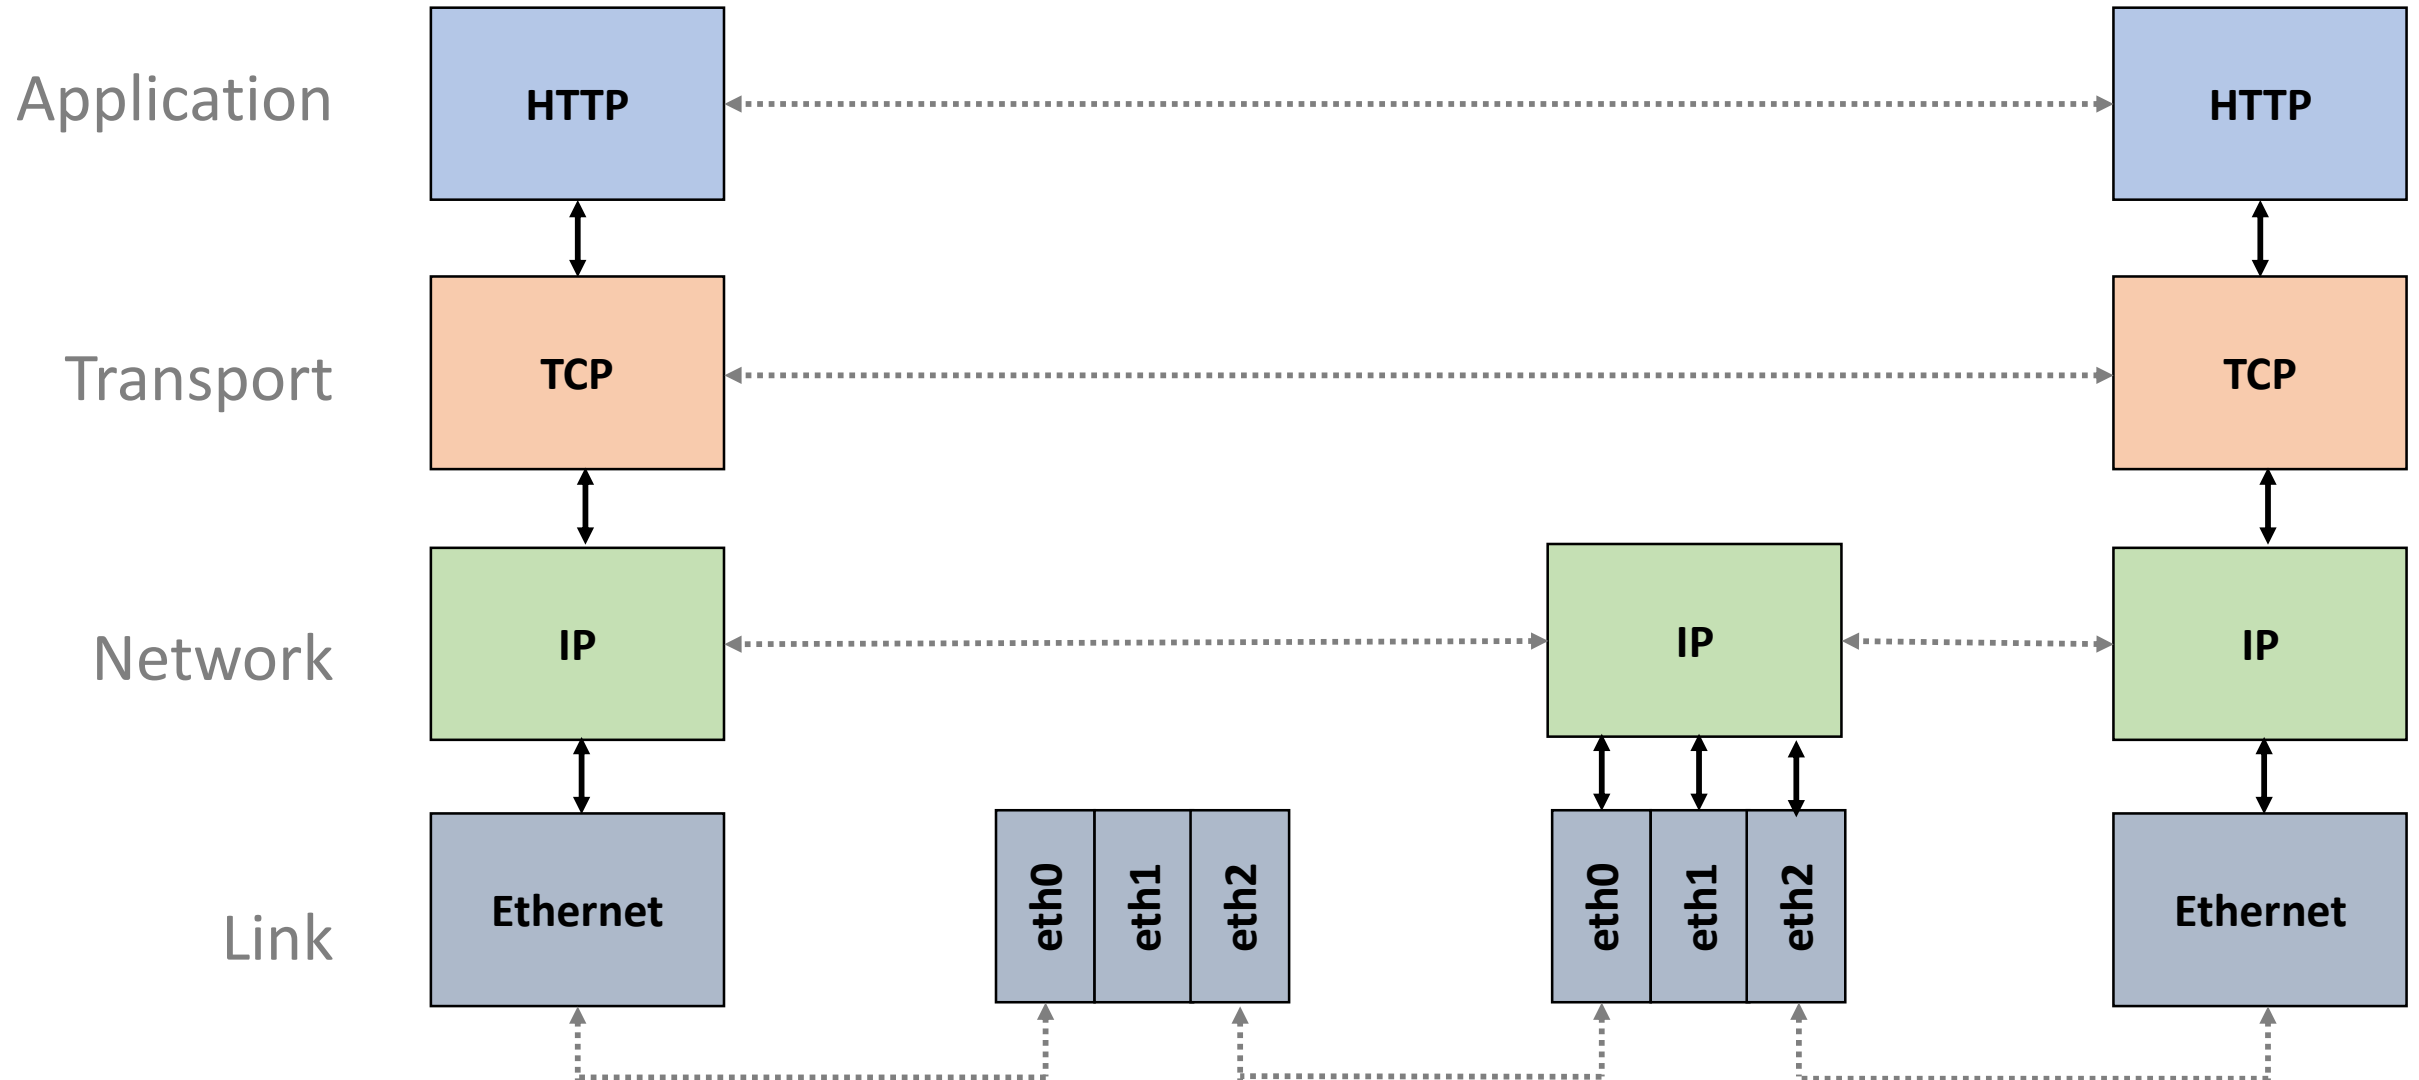 Application
HTTP
HTTP
Transport
TCP
TCP
Network
IP
IP
IP
Link
Ethernet
eth0
eth1
eth2
eth0
eth1
eth2
Ethernet